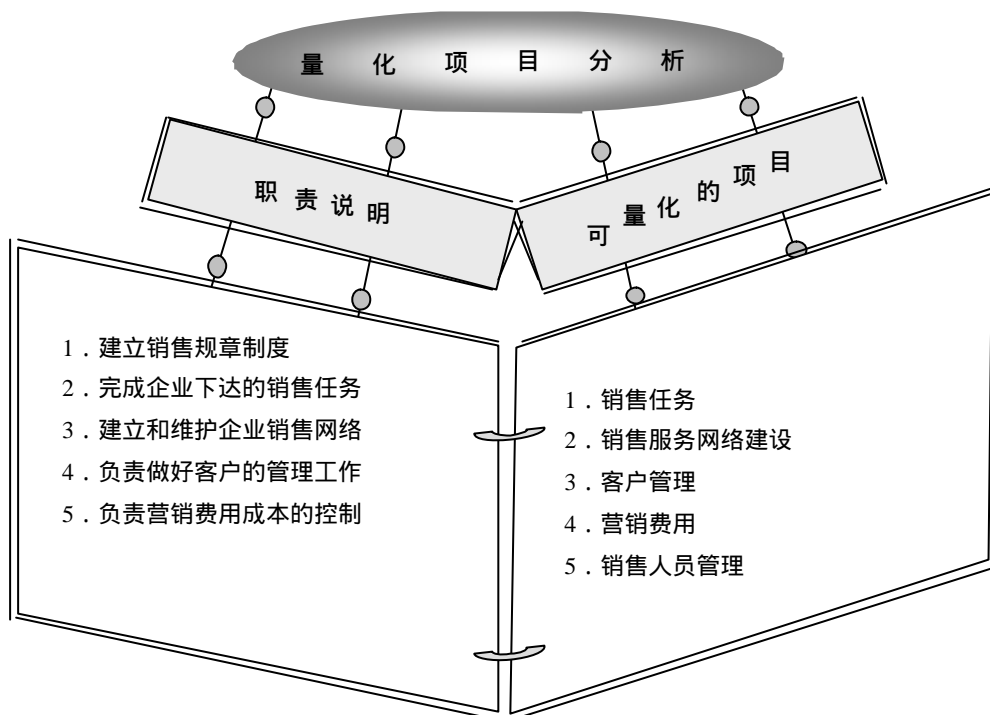 量化项目分析
职责说明
可量化的项目
1．建立销售规章制度
2．完成企业下达的销售任务
3．建立和维护企业销售网络
4．负责做好客户的管理工作
5．负责营销费用成本的控制
1．销售任务
2．销售服务网络建设
3．客户管理
4．营销费用
5．销售人员管理